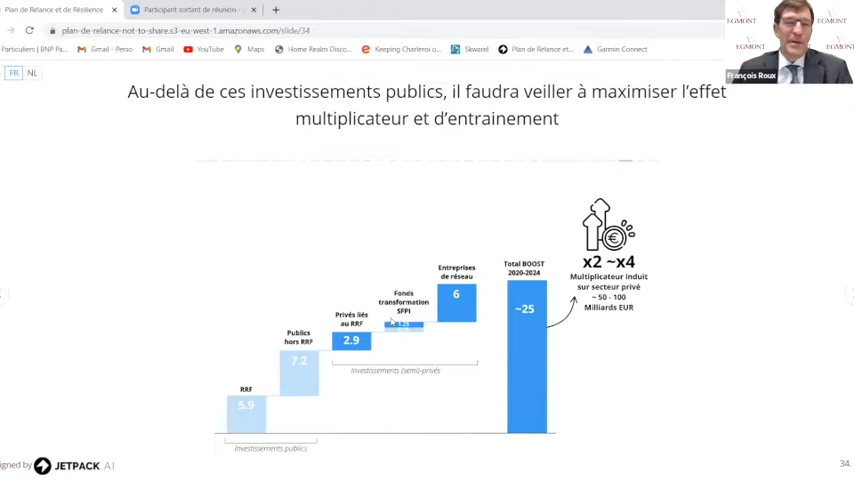 Plan de Relance et de Résilience
Participant sortant de réunion - Z
plan-de-relance-not-to-share.s3-eu-west-1.amazonaws.com/slide/34
Particuliers | BNP Pa...
Gmail - Perso
Gmail
YouTube
Maps
Home Realm Disco...
Keeping Charleroi o...
Skwarel
Plan de Relance et...
Garmin Connect
EGMONT
EGMONT
EGMONT
EGMONT
François Roux
FR
NL
Au-delà de ces investissements publics, il faudra veiller à maximiser l'effet
multiplicateur et d'entrainement
RRF
5.9
Publics
hors RRF
7.2
Investissements publics
Privés liés
au RRF
2.9
Fonds
transformation
SFPI
Entreprises
de réseau
6
Investissements (semi)-privés
Total BOOST
2020-2024
~25
x2 ~x4
Multiplicateur induit
sur secteur privé
~ 50 - 100
Milliards EUR
igned by
JETPACK.AI
34.